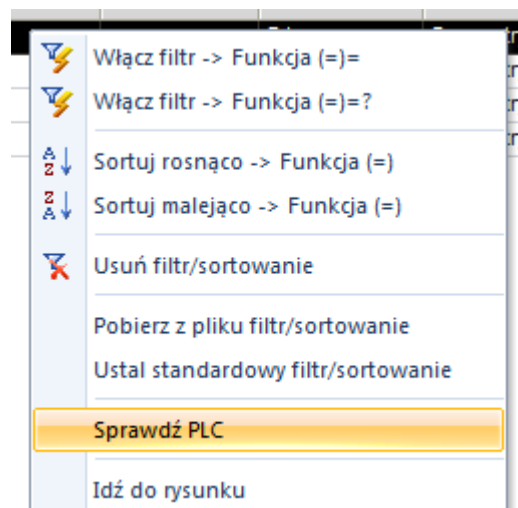 Włącz filtr -> Funkcja (=)=
Włącz filtr -> Funkcja (=)=?
Sortuj rosnąco -> Funkcja (=)
Sortuj malejąco -> Funkcja (=)
Usuń filtr/sortowanie
Pobierz z pliku filtr/sortowanie
Ustal standardowy filtr/sortowanie
Sprawdź PLC
Idź do rysunku